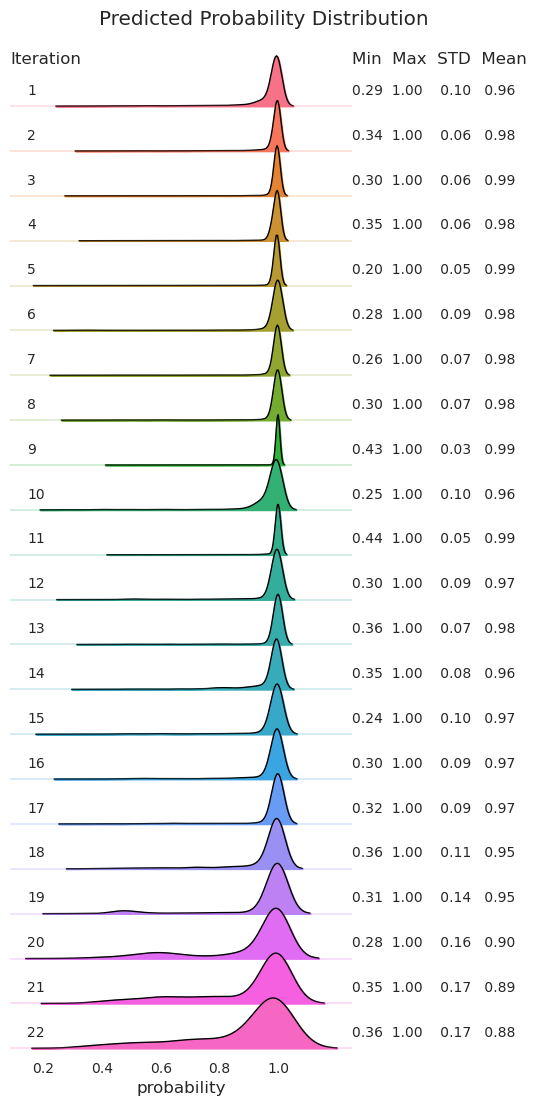 Predicted Probability Distribution
Iteration Min Max STD Mean
1 0.29 1.00 0.10 0.96
2 0.34 1.00 0.06 0.98
3 0.30 1.00 0.06 0.99
4 0.35 1.00 0.06 0.98
5 0.20 1.00 0.05 0.99
6 0.28 1.00 0.09 0.98
7 0.26 1.00 0.07 0.98
8 0.30 1.00 0.07 0.98
9 0.43 1.00 0.03 0.99
10 0.25 1.00 0.10 0.96
11 0.44 1.00 0.05 0.99
12 0.30 1.00 0.09 0.97
13 0.36 1.00 0.07 0.98
14 0.35 1.00 0.08 0.96
15 0.24 1.00 0.10 0.97
16 0.30 1.00 0.09 0.97
17 0.32 1.00 0.09 0.97
18 0.36 1.00 0.11 0.95
19 0.31 1.00 0.14 0.95
20 0.28 1.00 0.16 0.90
21 0.35 1.00 0.17 0.89
22 0.36 1.00 0.17 0.88
0.2 0.4 0.6 0.8 1.0
probability